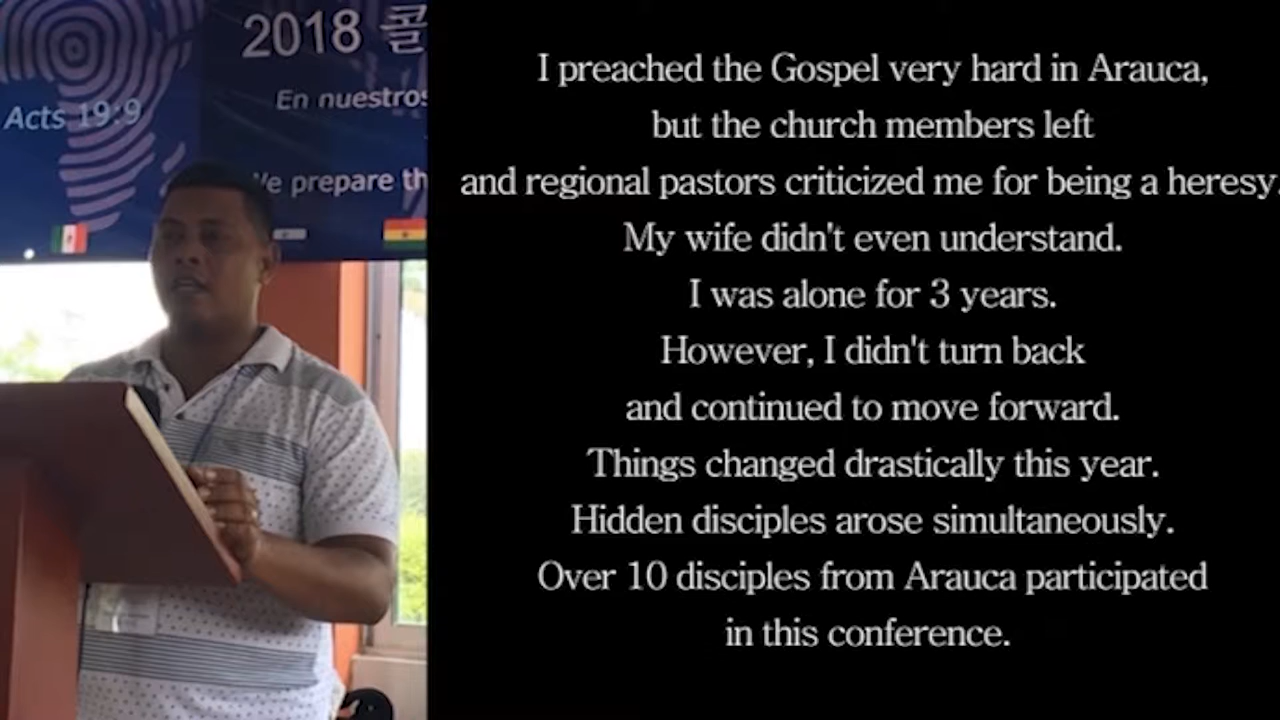 2018 콜
Acts 19:9
En nuestros
We prepare th
I preached the Gospel very hard in Arauca,
but the church members left
and regional pastors criticized me for being a heresy.
My wife didn't even understand.
I was alone for 3 years.
However, I didn't turn back
and continued to move forward.
Things changed drastically this year.
Hidden disciples arose simultaneously.
Over 10 disciples from Arauca participated
in this conference.